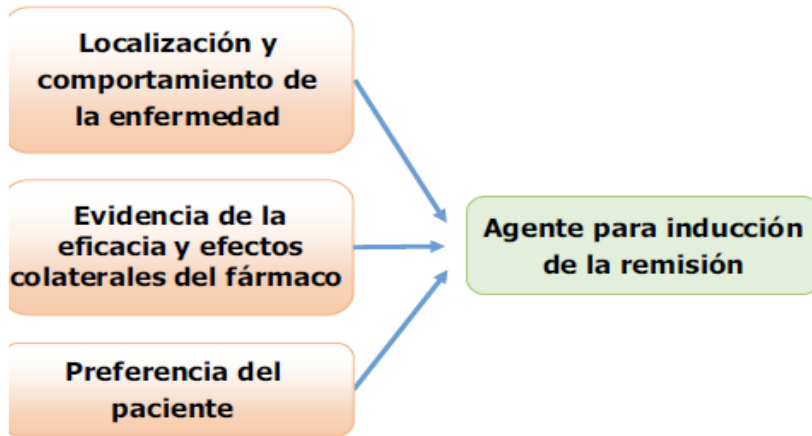 Localización y
comportamiento de
la enfermedad
Evidencia de la
eficacia y efectos
colaterales del fármaco
Preferencia del
paciente
Agente para inducción
de la remisión